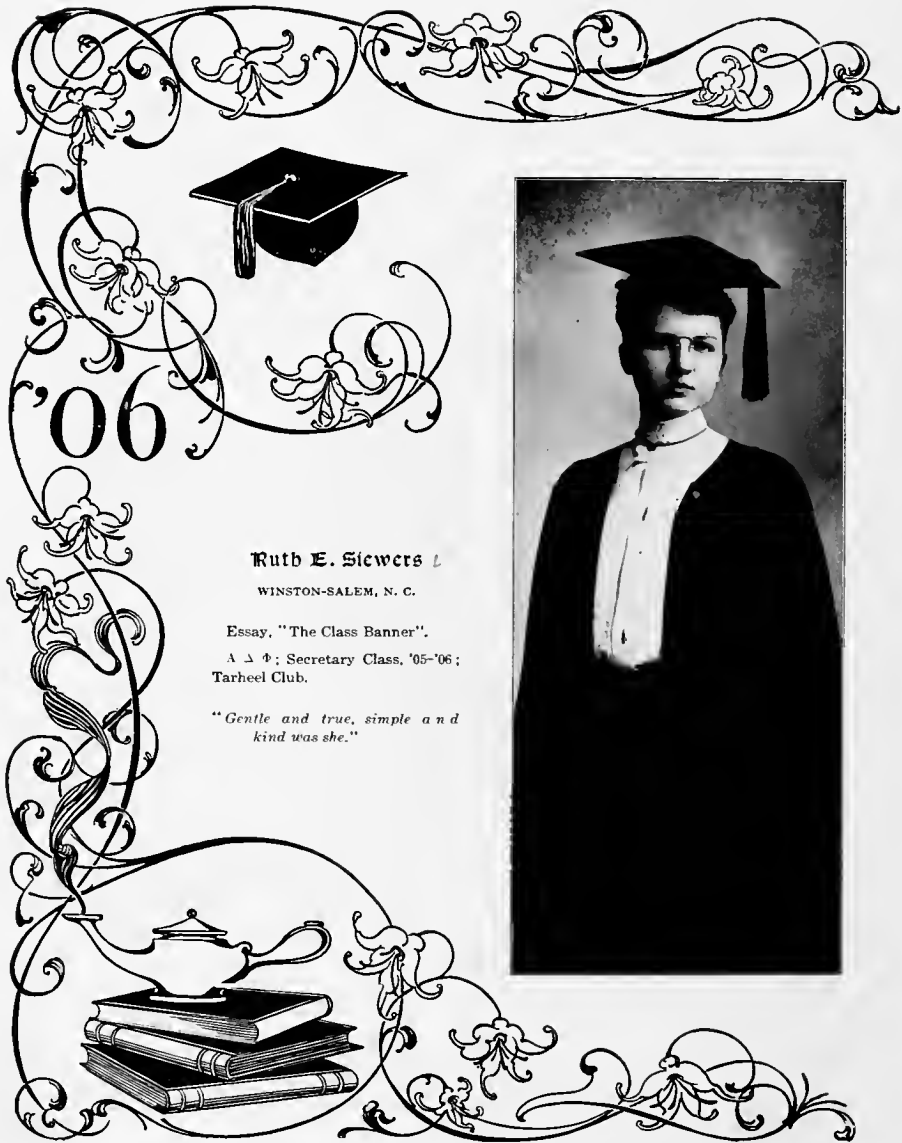 '06
Ruth E. Siewers
WINSTON-SALEM, N. C.
Essay, "The Class Banner".
Α Δ Φ; Secretary Class, '05-'06;
Tarheel Club.
"Gentle and true, simple and
kind was she."